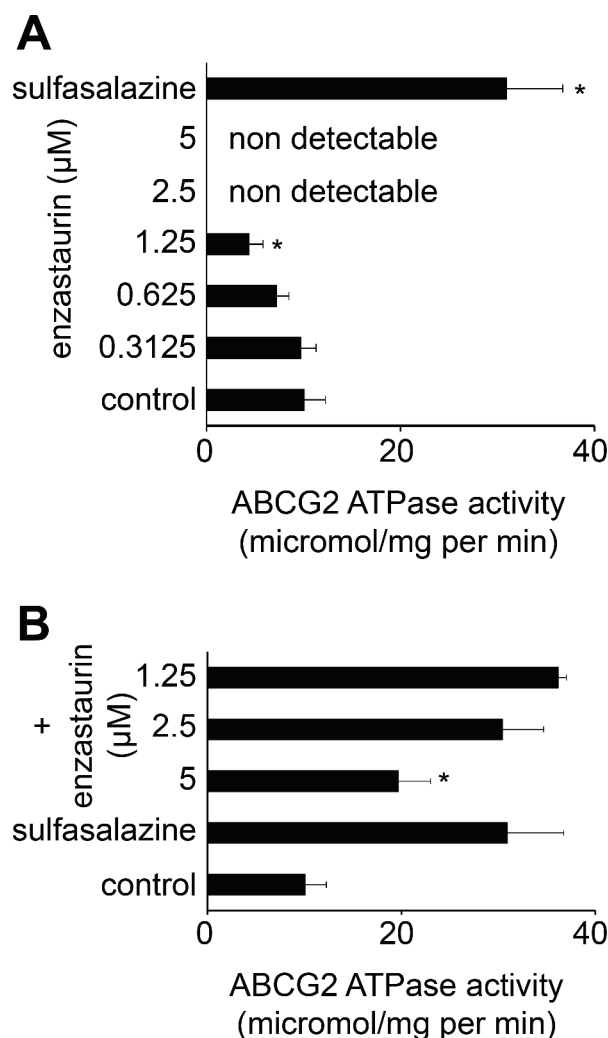 A
sulfasalazine
*
enzastaurin (µM)
5 non detectable
2.5 non detectable
1.25
*
0.625
0.3125
control
0 20 40
ABCG2 ATPase activity
(micromol/mg per min)
B
+
enzastaurin
(µM)
1.25
2.5
5
*
sulfasalazine
control
0 20 40
ABCG2 ATPase activity
(micromol/mg per min)